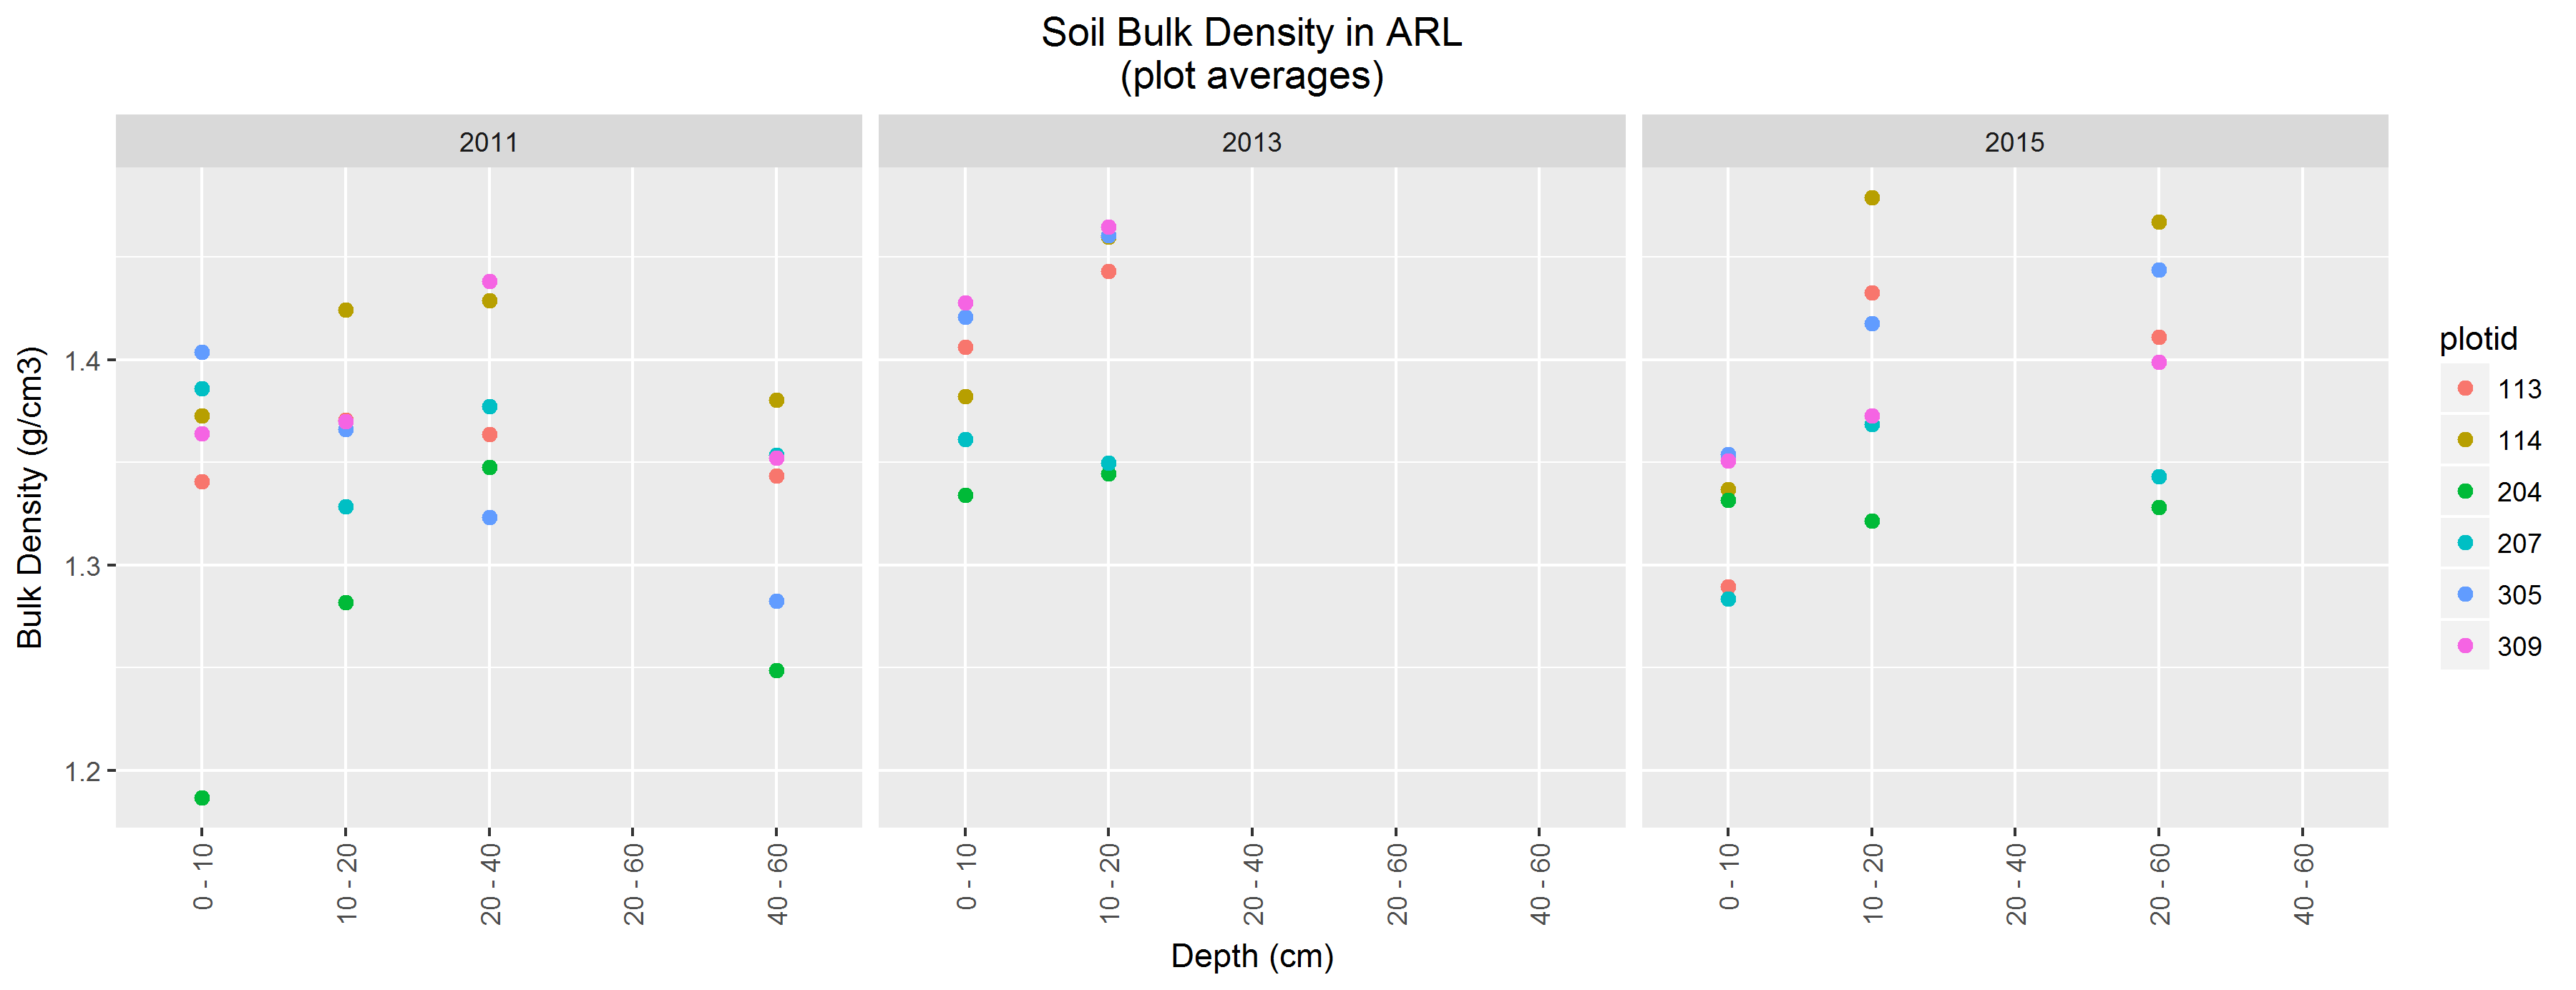 Soil Bulk Density in ARL
(plot averages)
2011
2013
2015
Bulk Density (g/cm3)
1.4
1.3
1.2
0 - 10
10 - 20
20 - 40
20 - 60
40 - 60
0 - 10
10 - 20
20 - 40
20 - 60
40 - 60
0 - 10
10 - 20
20 - 40
20 - 60
40 - 60
Depth (cm)
plotid
113
114
204
207
305
309